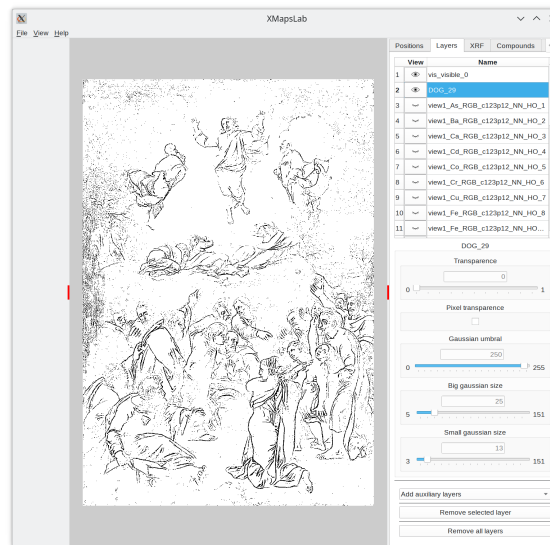 XMapsLab
File View Help
Positions Layers XRF Compounds
View Name
1 vis_visible_0
2 DOG_29
3 view1_As_RGB_c123p12_NN_HO_1
4 view1_Ba_RGB_c123p12_NN_HO_2
5 view1_Ca_RGB_c123p12_NN_HO_3
6 view1_Cd_RGB_c123p12_NN_HO_4
7 view1_Co_RGB_c123p12_NN_HO_5
8 view1_Cr_RGB_c123p12_NN_HO_6
9 view1_Cu_RGB_c123p12_NN_HO_7
10 view1_Fe_RGB_c123p12_NN_HO_8
11 view1_Fe_RGB_c123p12_NN_HO...
DOG_29
Transparence
0
0 1
Pixel transparence
Gaussian umbral
250
0 255
Big gaussian size
25
5 151
Small gaussian size
13
3 151
Add auxiliary layers
Remove selected layer
Remove all layers